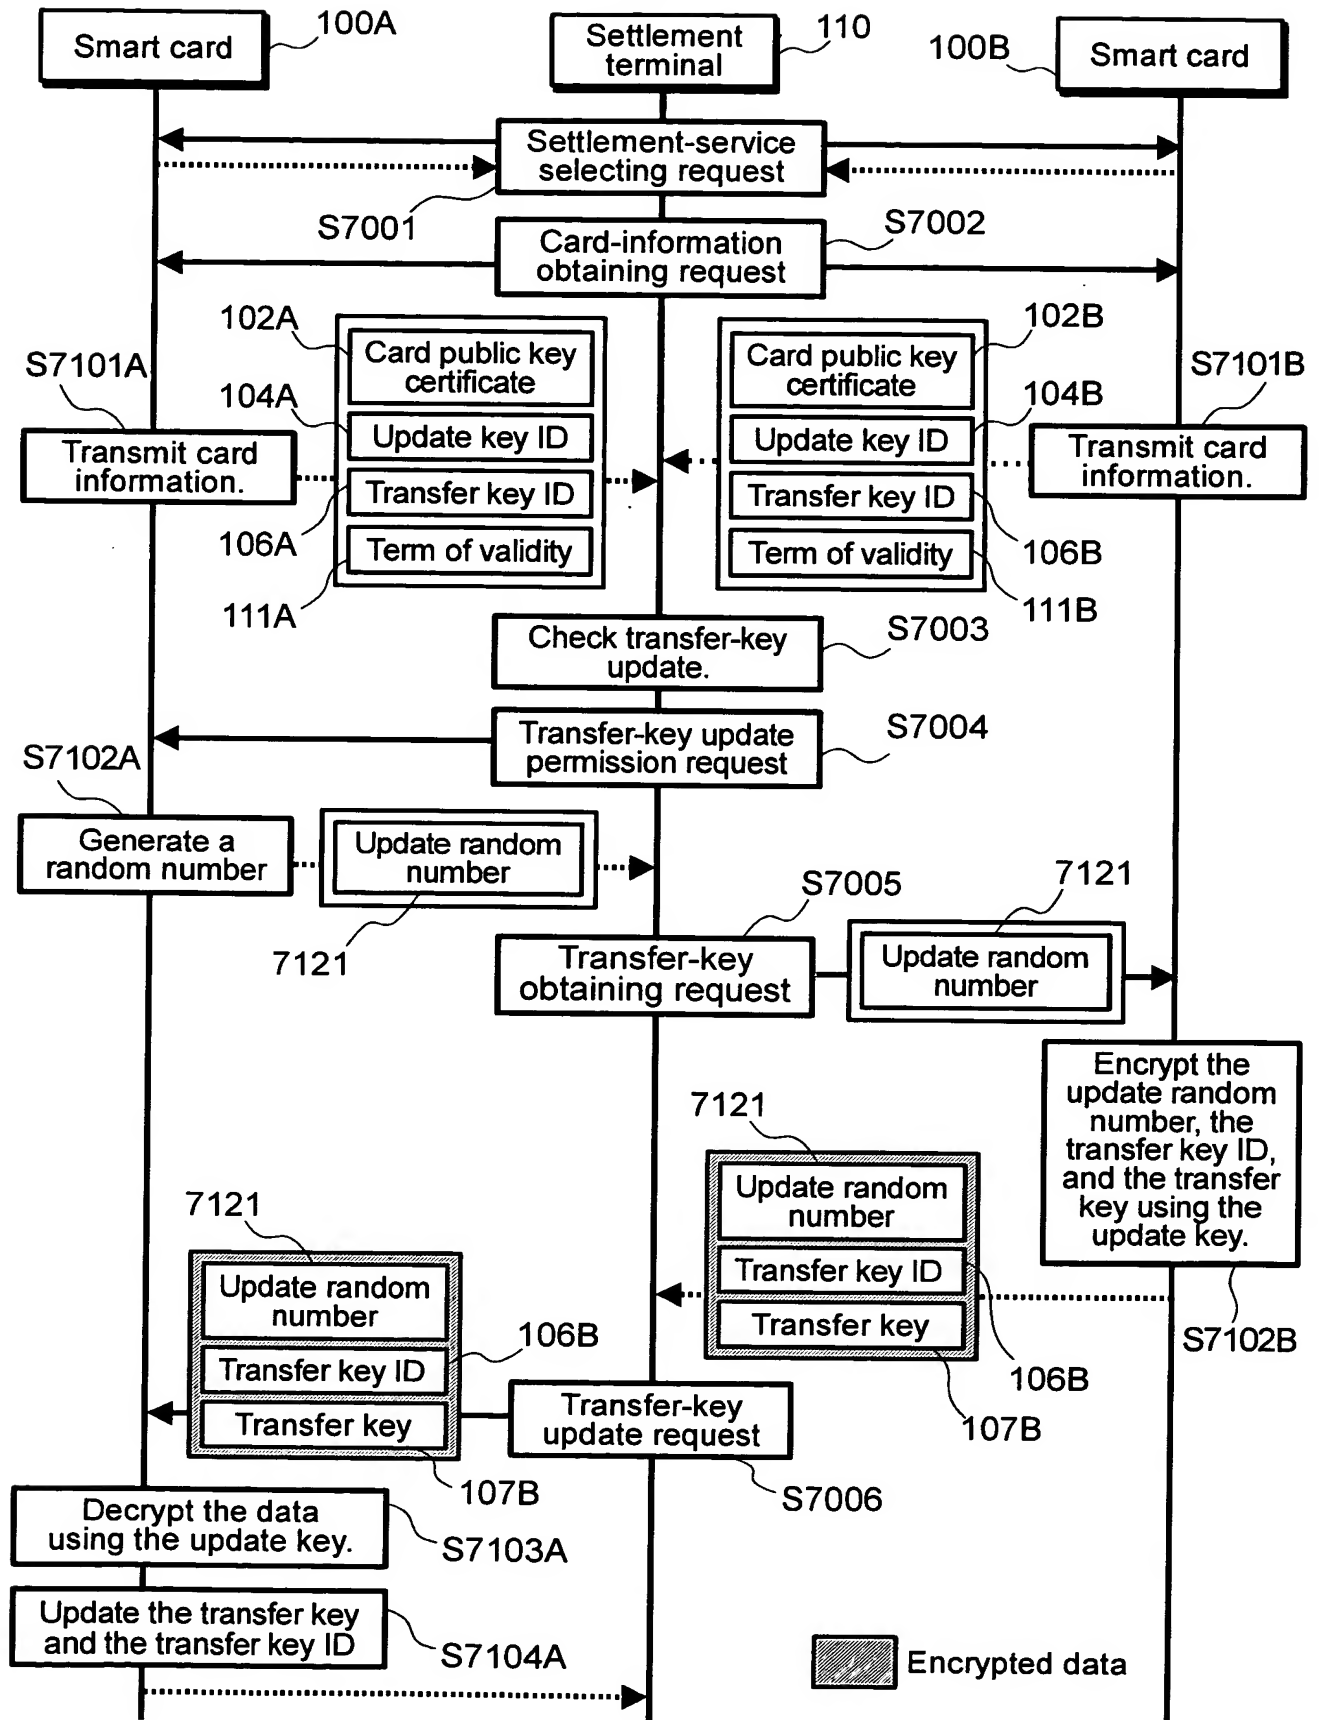 Smart card
100A
Settlement
terminal
110
100B
Smart card
Settlement-service
selecting request
S7001
S7002
Card-information
obtaining request
102A
Card public key
certificate
102B
Card public key
certificate
S7101A
S7101B
104A
Update key ID
104B
Update key ID
Transmit card
information.
Transmit card
information.
Transfer key ID
Transfer key ID
106A
106B
Term of validity
Term of validity
111A
111B
Check transfer-key
update.
S7003
Transfer-key update
permission request
S7004
S7102A
Generate a
random number
Update random
number
7121
S7005
7121
Transfer-key
obtaining request
Update random
number
Encrypt the
update random
number, the
transfer key ID,
and the transfer
key using the
update key.
S7102B
7121
Update random
number
Transfer key ID
Transfer key
106B
107B
7121
Update random
number
Transfer key ID
106B
Transfer key
107B
Transfer-key
update request
S7006
Decrypt the data
using the update key.
S7103A
Update the transfer key
and the transfer key ID
S7104A
Encrypted data